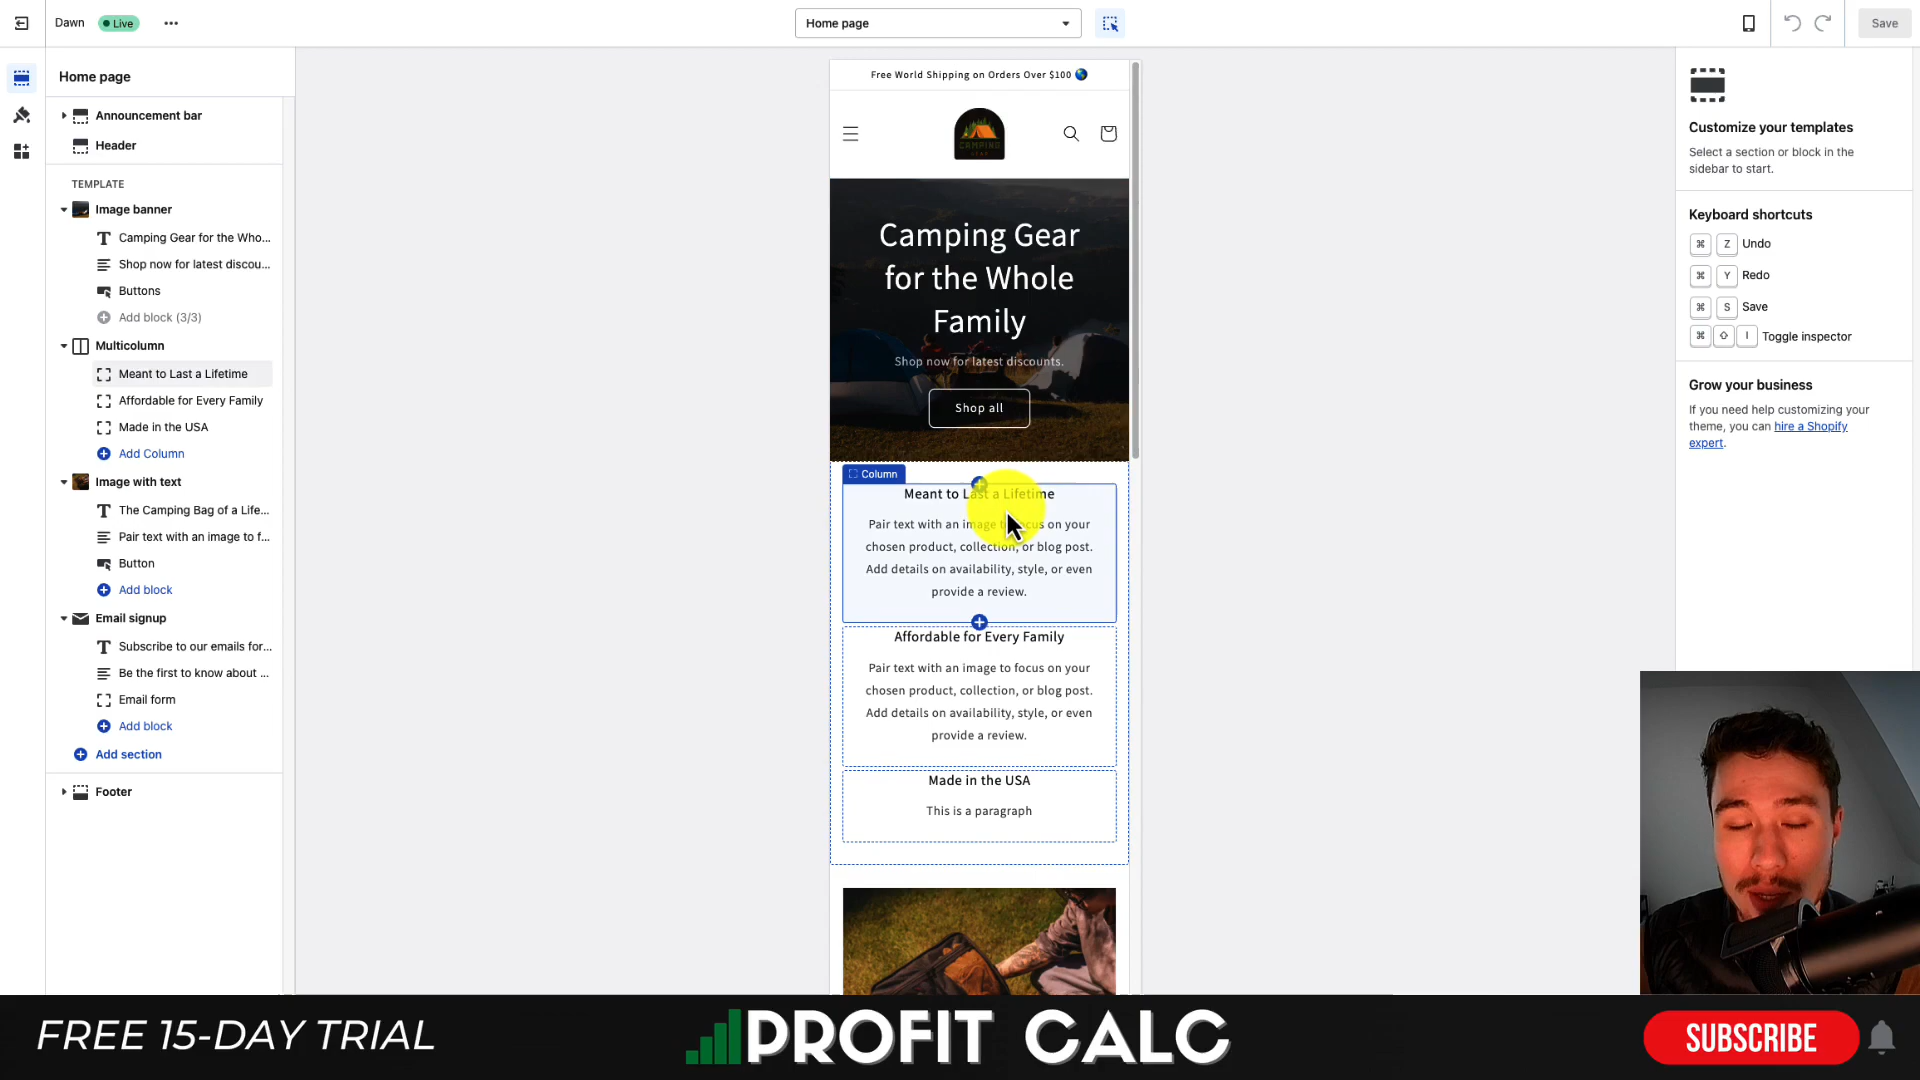 Dawn
Live
Home page
Save
Home page
Announcement bar
Header
TEMPLATE
Image banner
Camping Gear for the Who...
Shop now for latest discou...
Buttons
Add block (3/3)
Multicolumn
Meant to Last a Lifetime
Affordable for Every Family
Made in the USA
Add Column
Image with text
The Camping Bag of a Life...
Pair text with an image to f...
Button
Add block
Email signup
Subscribe to our emails for...
Be the first to know about ...
Email form
Add block
Add section
Footer
Free World Shipping on Orders Over $100 🌎
CAMPING
Camping Gear
for the Whole
Family
Shop now for latest discounts.
Shop all
Column
Meant to Last a Lifetime
Pair text with an image to focus on your
chosen product, collection, or blog post.
Add details on availability, style, or even
provide a review.
Affordable for Every Family
Pair text with an image to focus on your
chosen product, collection, or blog post.
Add details on availability, style, or even
provide a review.
Made in the USA
This is a paragraph
Customize your templates
Select a section or block in the
sidebar to start.
Keyboard shortcuts
⌘ Z Undo
⌘ Y Redo
⌘ S Save
⌘ ⇧ I Toggle inspector
Grow your business
If you need help customizing your
theme, you can hire a Shopify
expert.
FREE 15-DAY TRIAL
PROFIT CALC
SUBSCRIBE